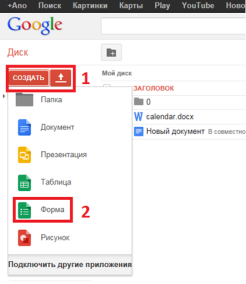 +Ano Поиск Картинки Карты Play YouTube Ново
Google
Диск
СОЗДАТЬ 1
Мой диск
ЗАГОЛОВОК
Папка
0
W calendar.docx
Документ
Новый документ В совместно
Презентация
Таблица
Форма 2
Рисунок
Подключить другие приложения